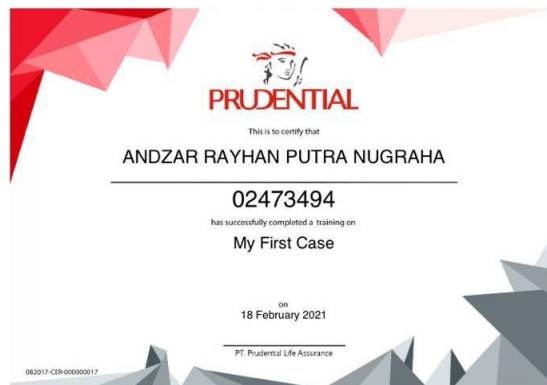 PRUDENTIAL
This is to certify that
ANDZAR RAYHAN PUTRA NUGRAHA
02473494
has successfully completed a training on
My First Case
on
18 February 2021
PT. Prudential Life Assurance
082017-CER-000000017